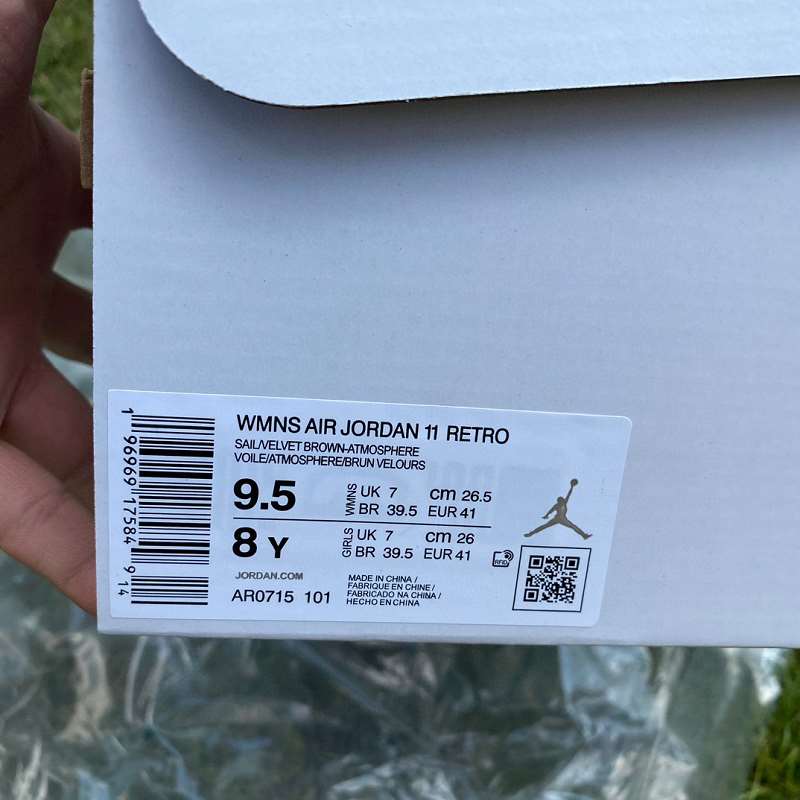 WMNS AIR JORDAN 11 RETRO
SAIL/VELVET BROWN-ATMOSPHERE
VOILE/ATMOSPHERE/BRUN VELOURS
9.5 WMNS UK 7 cm 26.5
BR 39.5 EUR 41
8 Y GIRLS UK 7 cm 26
BR 39.5 EUR 41
RFID
JORDAN.COM
AR0715 101
MADE IN CHINA /
FABRIQUE EN CHINE /
FABRICADO NA CHINA /
HECHO EN CHINA
1 96969 17584 9 14